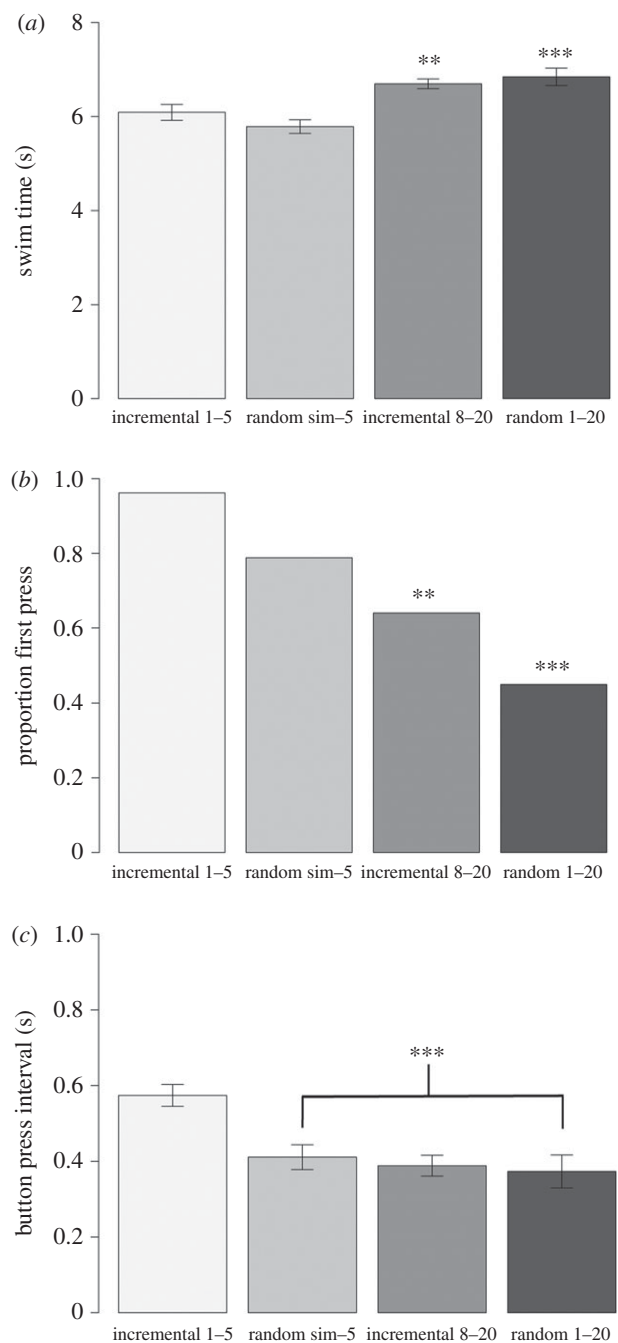 (a)
8
6
4
2
0
swim time (s)
**
***
incremental 1–5 random sim–5 incremental 8–20 random 1–20
(b)
1.0
0.8
0.6
0.4
0.2
0
proportion first press
**
***
incremental 1–5 random sim–5 incremental 8–20 random 1–20
(c)
1.0
0.8
0.6
0.4
0.2
0
button press interval (s)
***
incremental 1–5 random sim–5 incremental 8–20 random 1–20